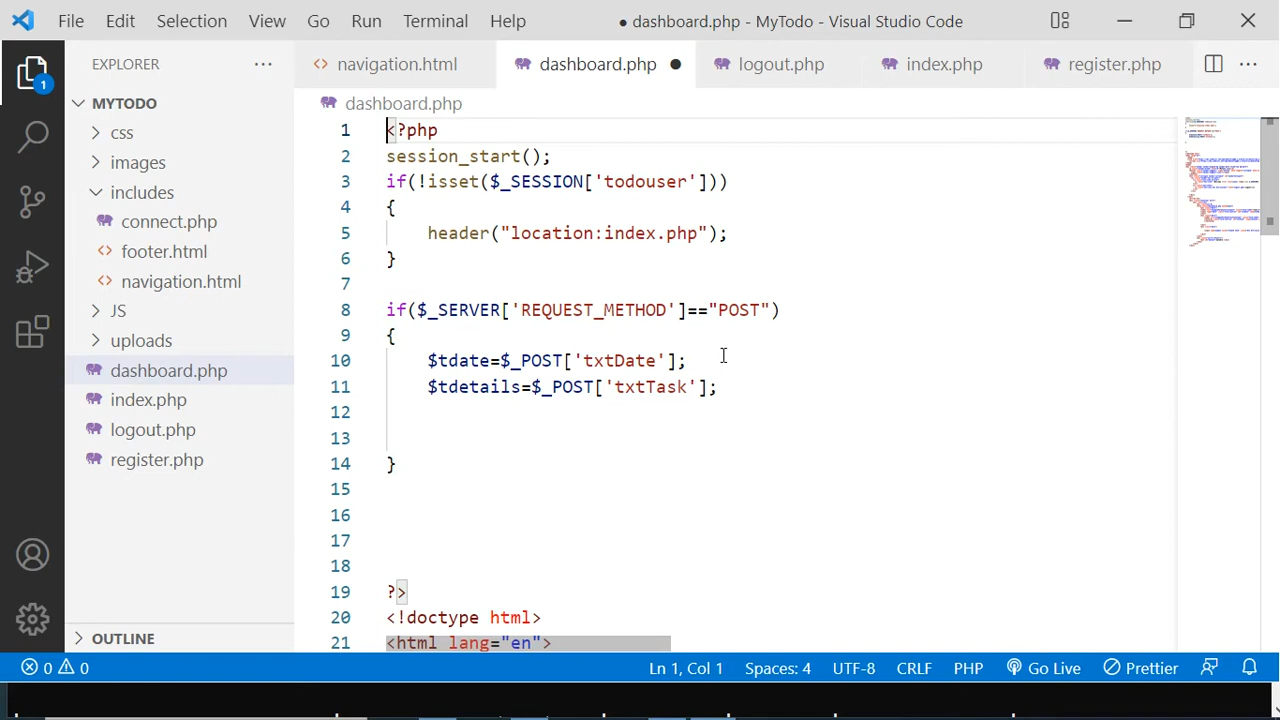 File Edit Selection View Go Run Terminal Help ● dashboard.php - MyTodo - Visual Studio Code
EXPLORER
navigation.html dashboard.php ● logout.php index.php register.php
MYTODO
css
images
includes
connect.php
footer.html
navigation.html
JS
uploads
dashboard.php
index.php
logout.php
register.php
OUTLINE
1
dashboard.php
1 <?php
2 session_start();
3 if(!isset($_SESSION['todouser']))
4 {
5 header("location:index.php");
6 }
7
8 if($_SERVER['REQUEST_METHOD']=="POST")
9 {
10 $tdate=$_POST['txtDate'];
11 $tdetails=$_POST['txtTask'];
12
13
14 }
15
16
17
18
19 ?>
20 <!doctype html>
21 <html lang="en">
0 0 Ln 1, Col 1 Spaces: 4 UTF-8 CRLF PHP Go Live Prettier